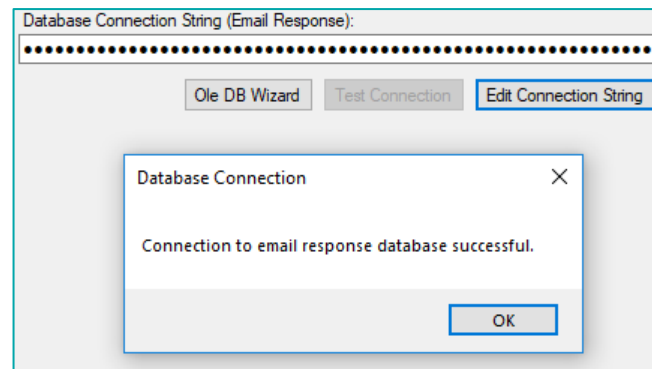 Database Connection String (Email Response):
●●●●●●●●●●●●●●●●●●●●●●●●●●●●●●●●●●●●●●●●●●●●●●●●●●●●●●●●●●●●
Ole DB Wizard Test Connection Edit Connection String
Database Connection
Connection to email response database successful.
OK